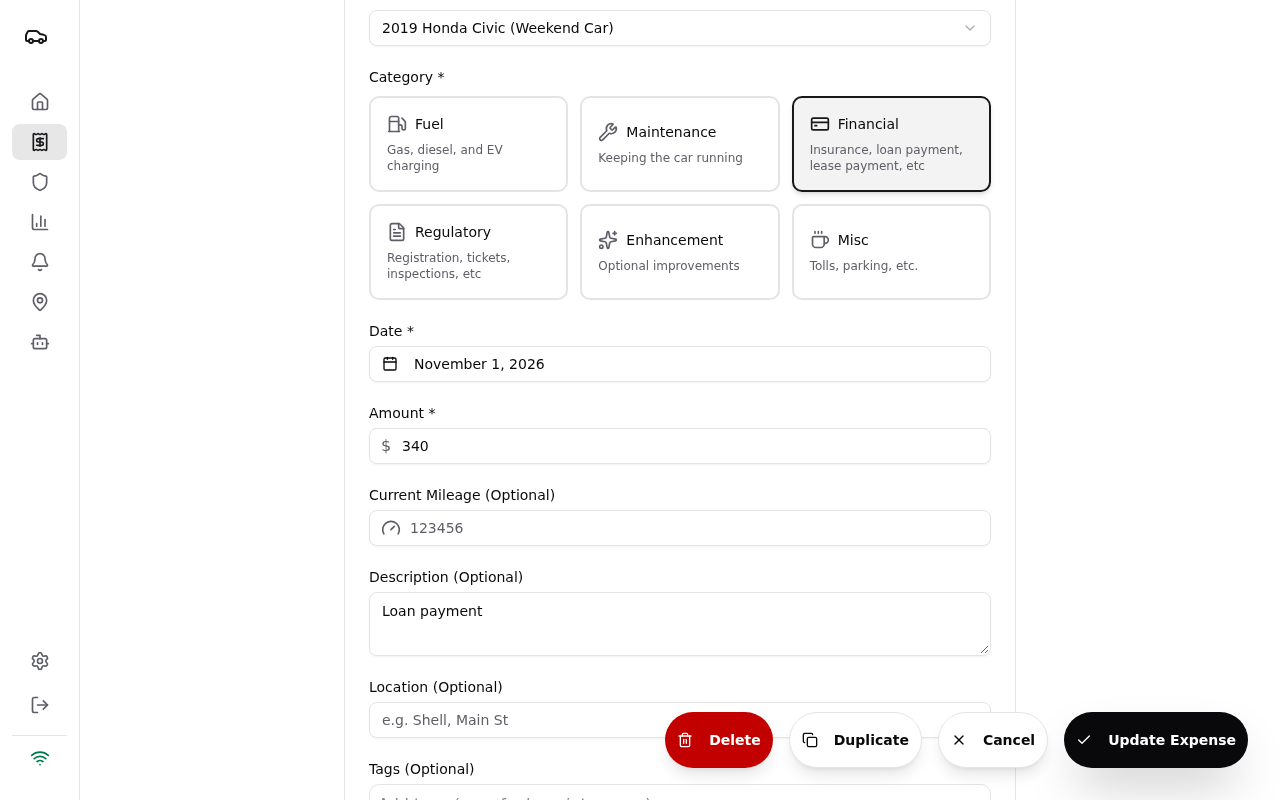 2019 Honda Civic (Weekend Car)
Category *
Fuel
Gas, diesel, and EV
charging
Maintenance
Keeping the car running
Financial
Insurance, loan payment,
lease payment, etc
Regulatory
Registration, tickets,
inspections, etc
Enhancement
Optional improvements
Misc
Tolls, parking, etc.
Date *
November 1, 2026
Amount *
$ 340
Current Mileage (Optional)
123456
Description (Optional)
Loan payment
Location (Optional)
e.g. Shell, Main St
Delete
Duplicate
Cancel
Update Expense
Tags (Optional)